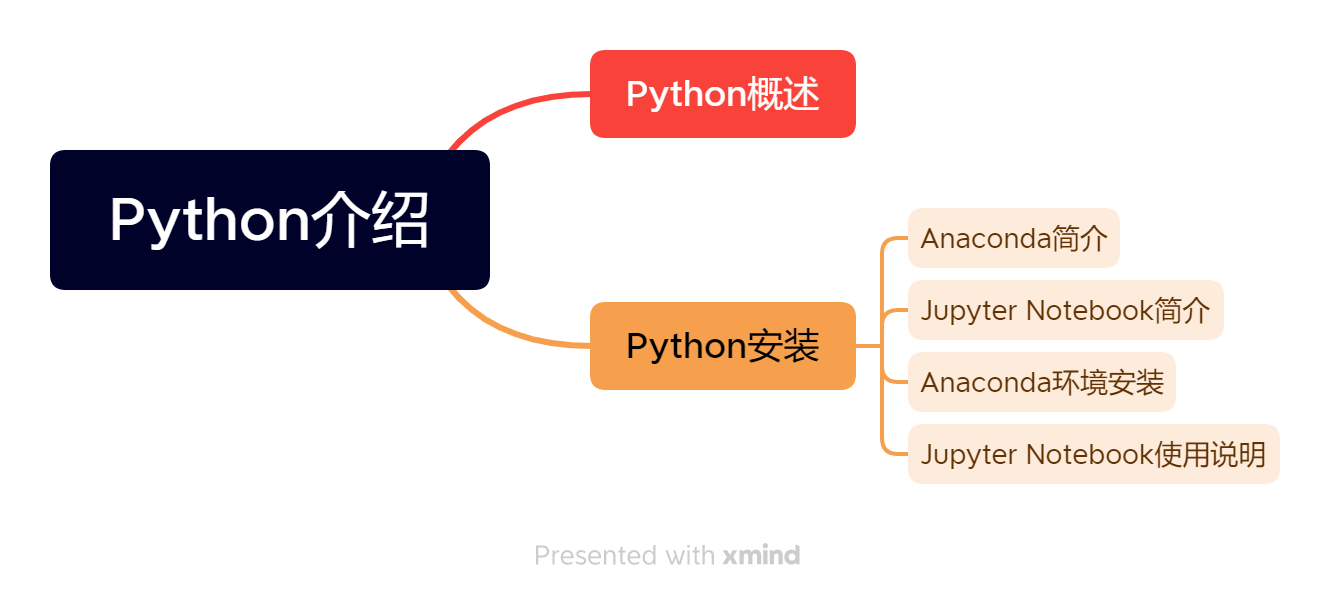 Python介绍
Python概述
Python安装
Anaconda简介
Jupyter Notebook简介
Anaconda环境安装
Jupyter Notebook使用说明
Presented with xmind